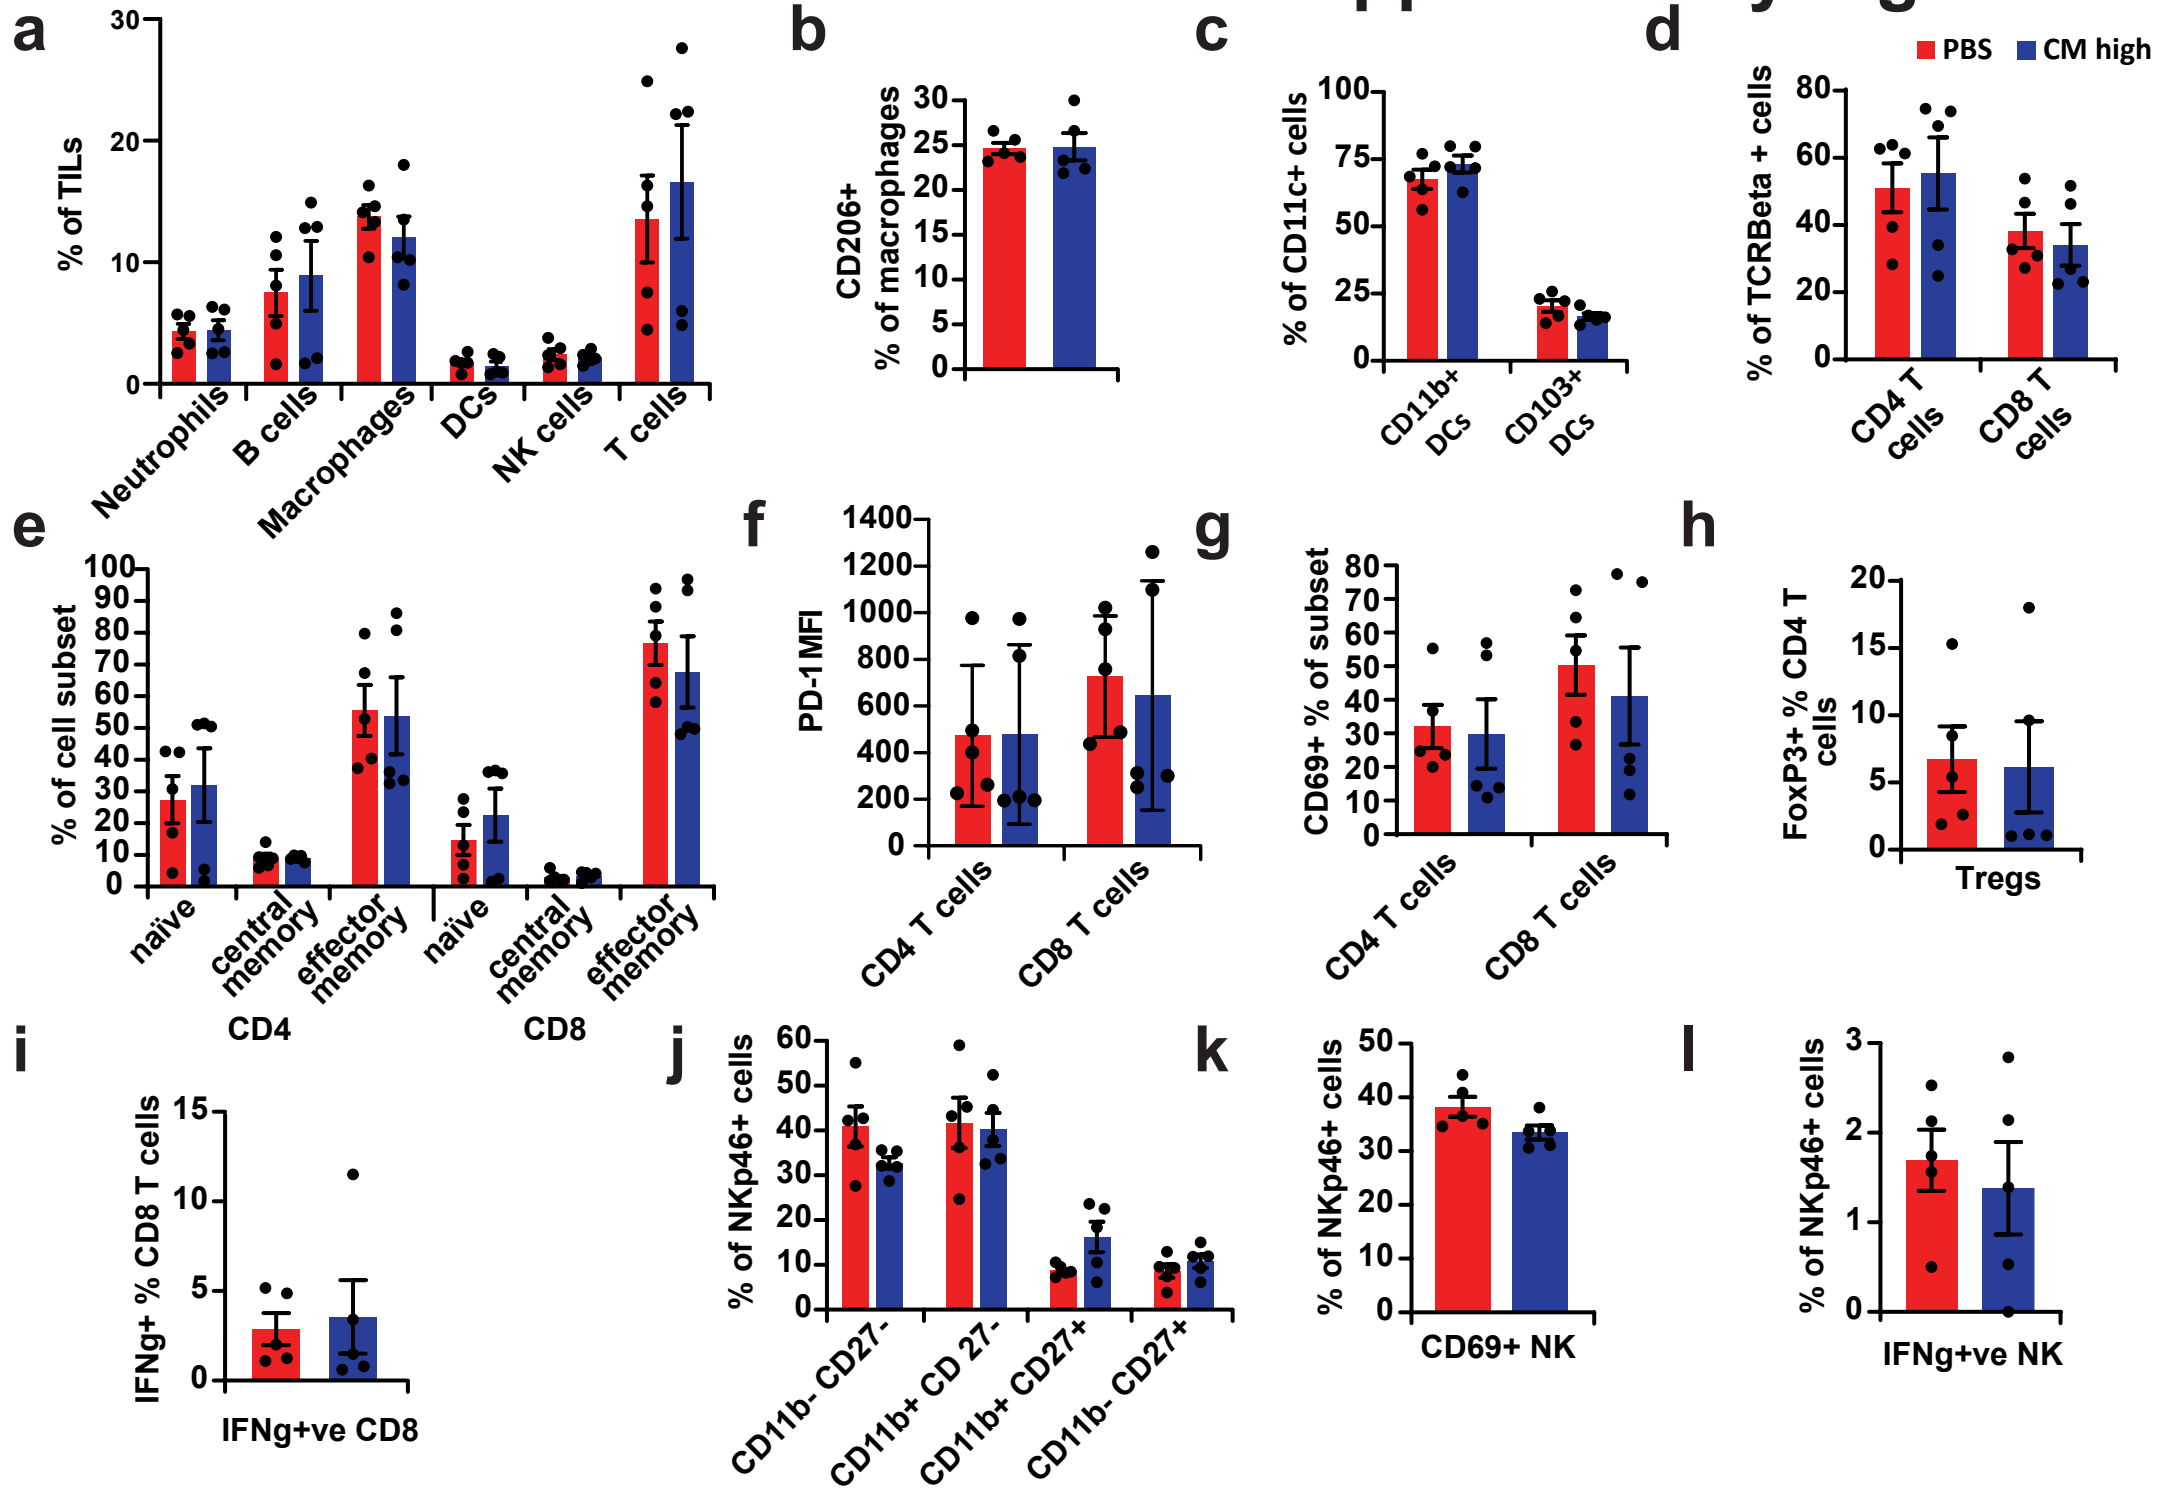 a
30
20
10
0
% of TILs
Neutrophils
B cells
Macrophages
DCs
NK cells
T cells
b
30
25
20
15
10
5
0
CD206+
% of macrophages
c
100
75
50
25
0
% of CD11c+ cells
CD11b+
DCs
CD103+
DCs
d
PBS
CM high
80
60
40
20
0
% of TCRBeta + cells
CD4 T
cells
CD8 T
cells
e
100
90
80
70
60
50
40
30
20
10
0
% of cell subset
naïve
central
memory
effector
memory
naïve
central
memory
effector
memory
CD4
CD8
f
1400
1200
1000
800
600
400
200
0
PD-1MFI
CD4 T cells
CD8 T cells
g
80
70
60
50
40
30
20
10
0
CD69+ % of subset
CD4 T cells
CD8 T cells
h
20
15
10
5
0
FoxP3+ % CD4 T
cells
Tregs
i
15
10
5
0
IFNg+ % CD8 T cells
IFNg+ve CD8
j
60
50
40
30
20
10
0
% of NKp46+ cells
CD11b- CD27-
CD11b+ CD 27-
CD11b+ CD27+
CD11b- CD27+
k
50
40
30
20
10
0
% of NKp46+ cells
CD69+ NK
l
3
2
1
0
% of NKp46+ cells
IFNg+ve NK